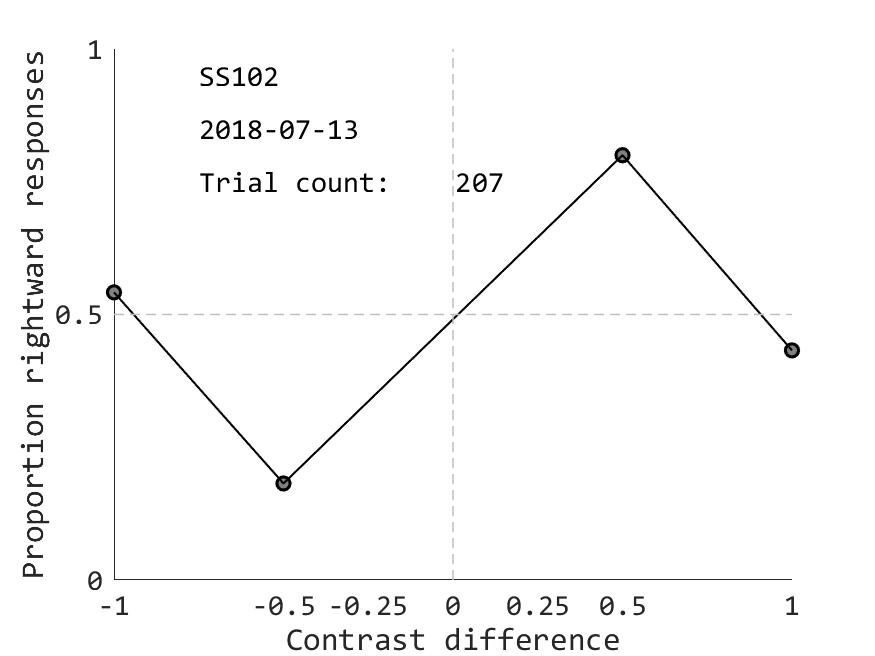 Proportion rightward responses
1
0.5
0
SS102
2018-07-13
Trial count: 207
-1 -0.5 -0.25 0 0.25 0.5 1
Contrast difference